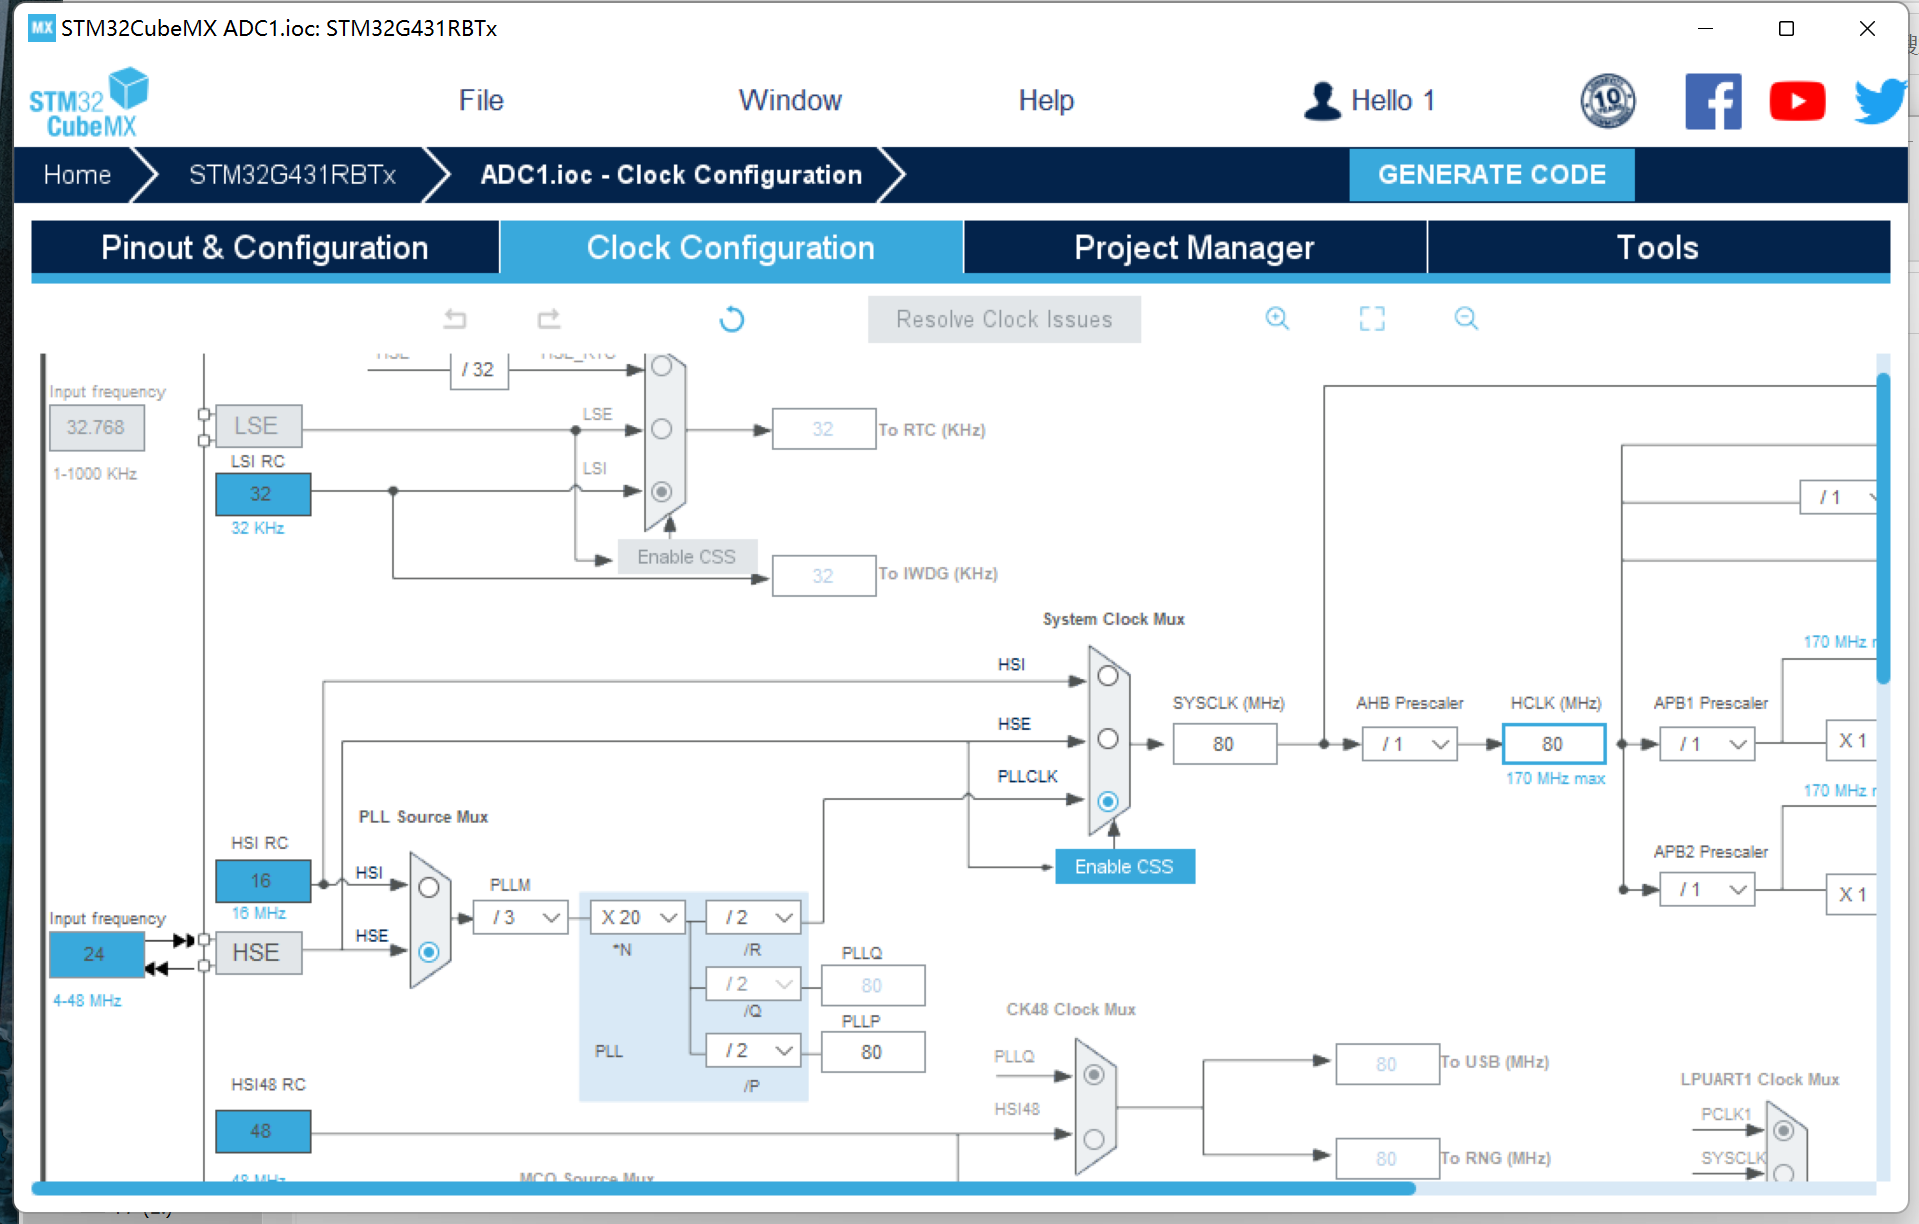 MX STM32CubeMX ADC1.ioc: STM32G431RBTx
STM32
CubeMX
File
Window
Help
Hello 1
10
Home
STM32G431RBTx
ADC1.ioc - Clock Configuration
GENERATE CODE
Pinout & Configuration
Clock Configuration
Project Manager
Tools
Resolve Clock Issues
HSE
/ 32
HSE_RTC
Input frequency
32.768
1-1000 KHz
LSE
LSE
32
To RTC (KHz)
LSI RC
32
32 KHz
LSI
Enable CSS
32
To IWDG (KHz)
/ 1
System Clock Mux
HSI
HSE
PLLCLK
SYSCLK (MHz)
80
AHB Prescaler
/ 1
HCLK (MHz)
80
170 MHz max
APB1 Prescaler
/ 1
170 MHz
X 1
170 MHz
APB2 Prescaler
/ 1
X 1
Enable CSS
PLL Source Mux
HSI RC
16
16 MHz
HSI
HSE
Input frequency
24
4-48 MHz
HSE
PLLM
/ 3
X 20
*N
/ 2
/R
/ 2
/Q
PLLQ
80
/ 2
/P
PLLP
80
PLL
HSI48 RC
48
48 MHz
MCO Source Mux
CK48 Clock Mux
PLLQ
HSI48
80
To USB (MHz)
80
To RNG (MHz)
LPUART1 Clock Mux
PCLK1
SYSCLK